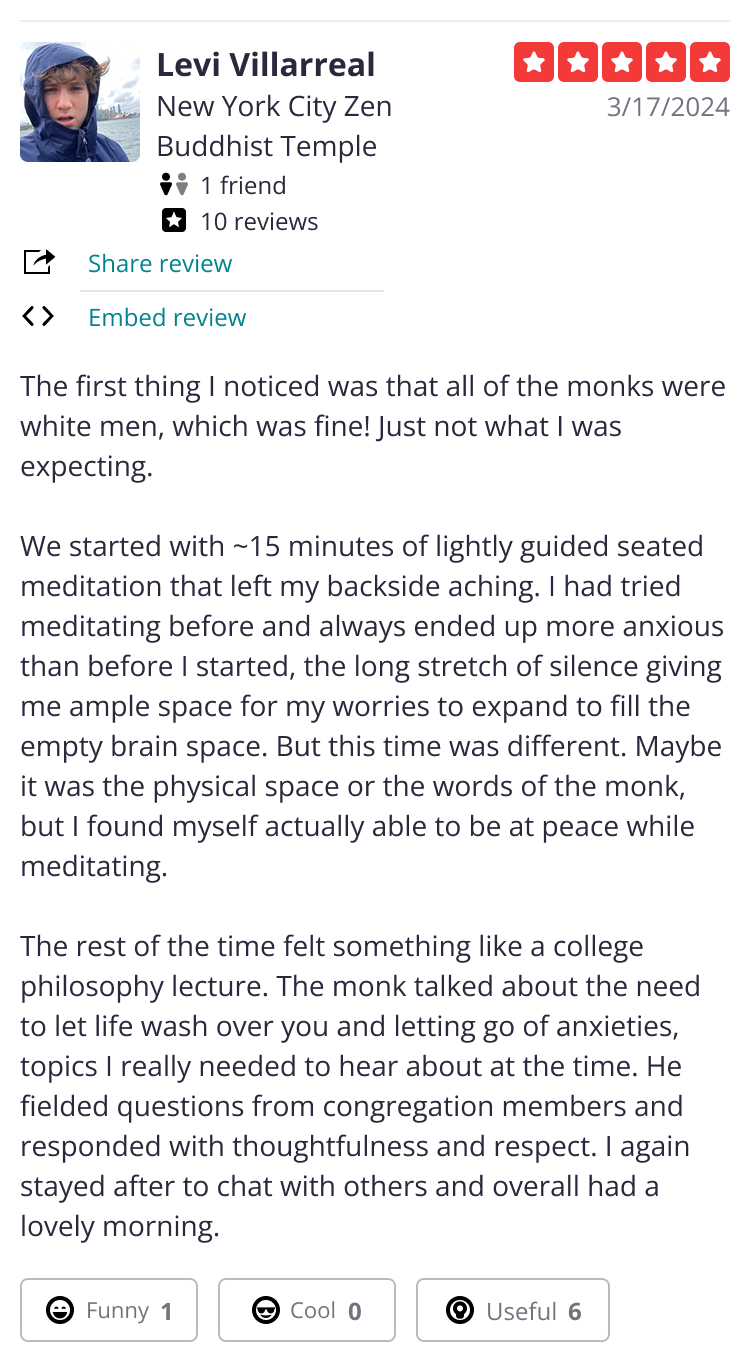 Levi Villarreal
New York City Zen
Buddhist Temple
3/17/2024
1 friend
10 reviews
Share review
Embed review
The first thing I noticed was that all of the monks were
white men, which was fine! Just not what I was
expecting.
We started with ~15 minutes of lightly guided seated
meditation that left my backside aching. I had tried
meditating before and always ended up more anxious
than before I started, the long stretch of silence giving
me ample space for my worries to expand to fill the
empty brain space. But this time was different. Maybe
it was the physical space or the words of the monk,
but I found myself actually able to be at peace while
meditating.
The rest of the time felt something like a college
philosophy lecture. The monk talked about the need
to let life wash over you and letting go of anxieties,
topics I really needed to hear about at the time. He
fielded questions from congregation members and
responded with thoughtfulness and respect. I again
stayed after to chat with others and overall had a
lovely morning.
Funny 1 Cool 0 Useful 6